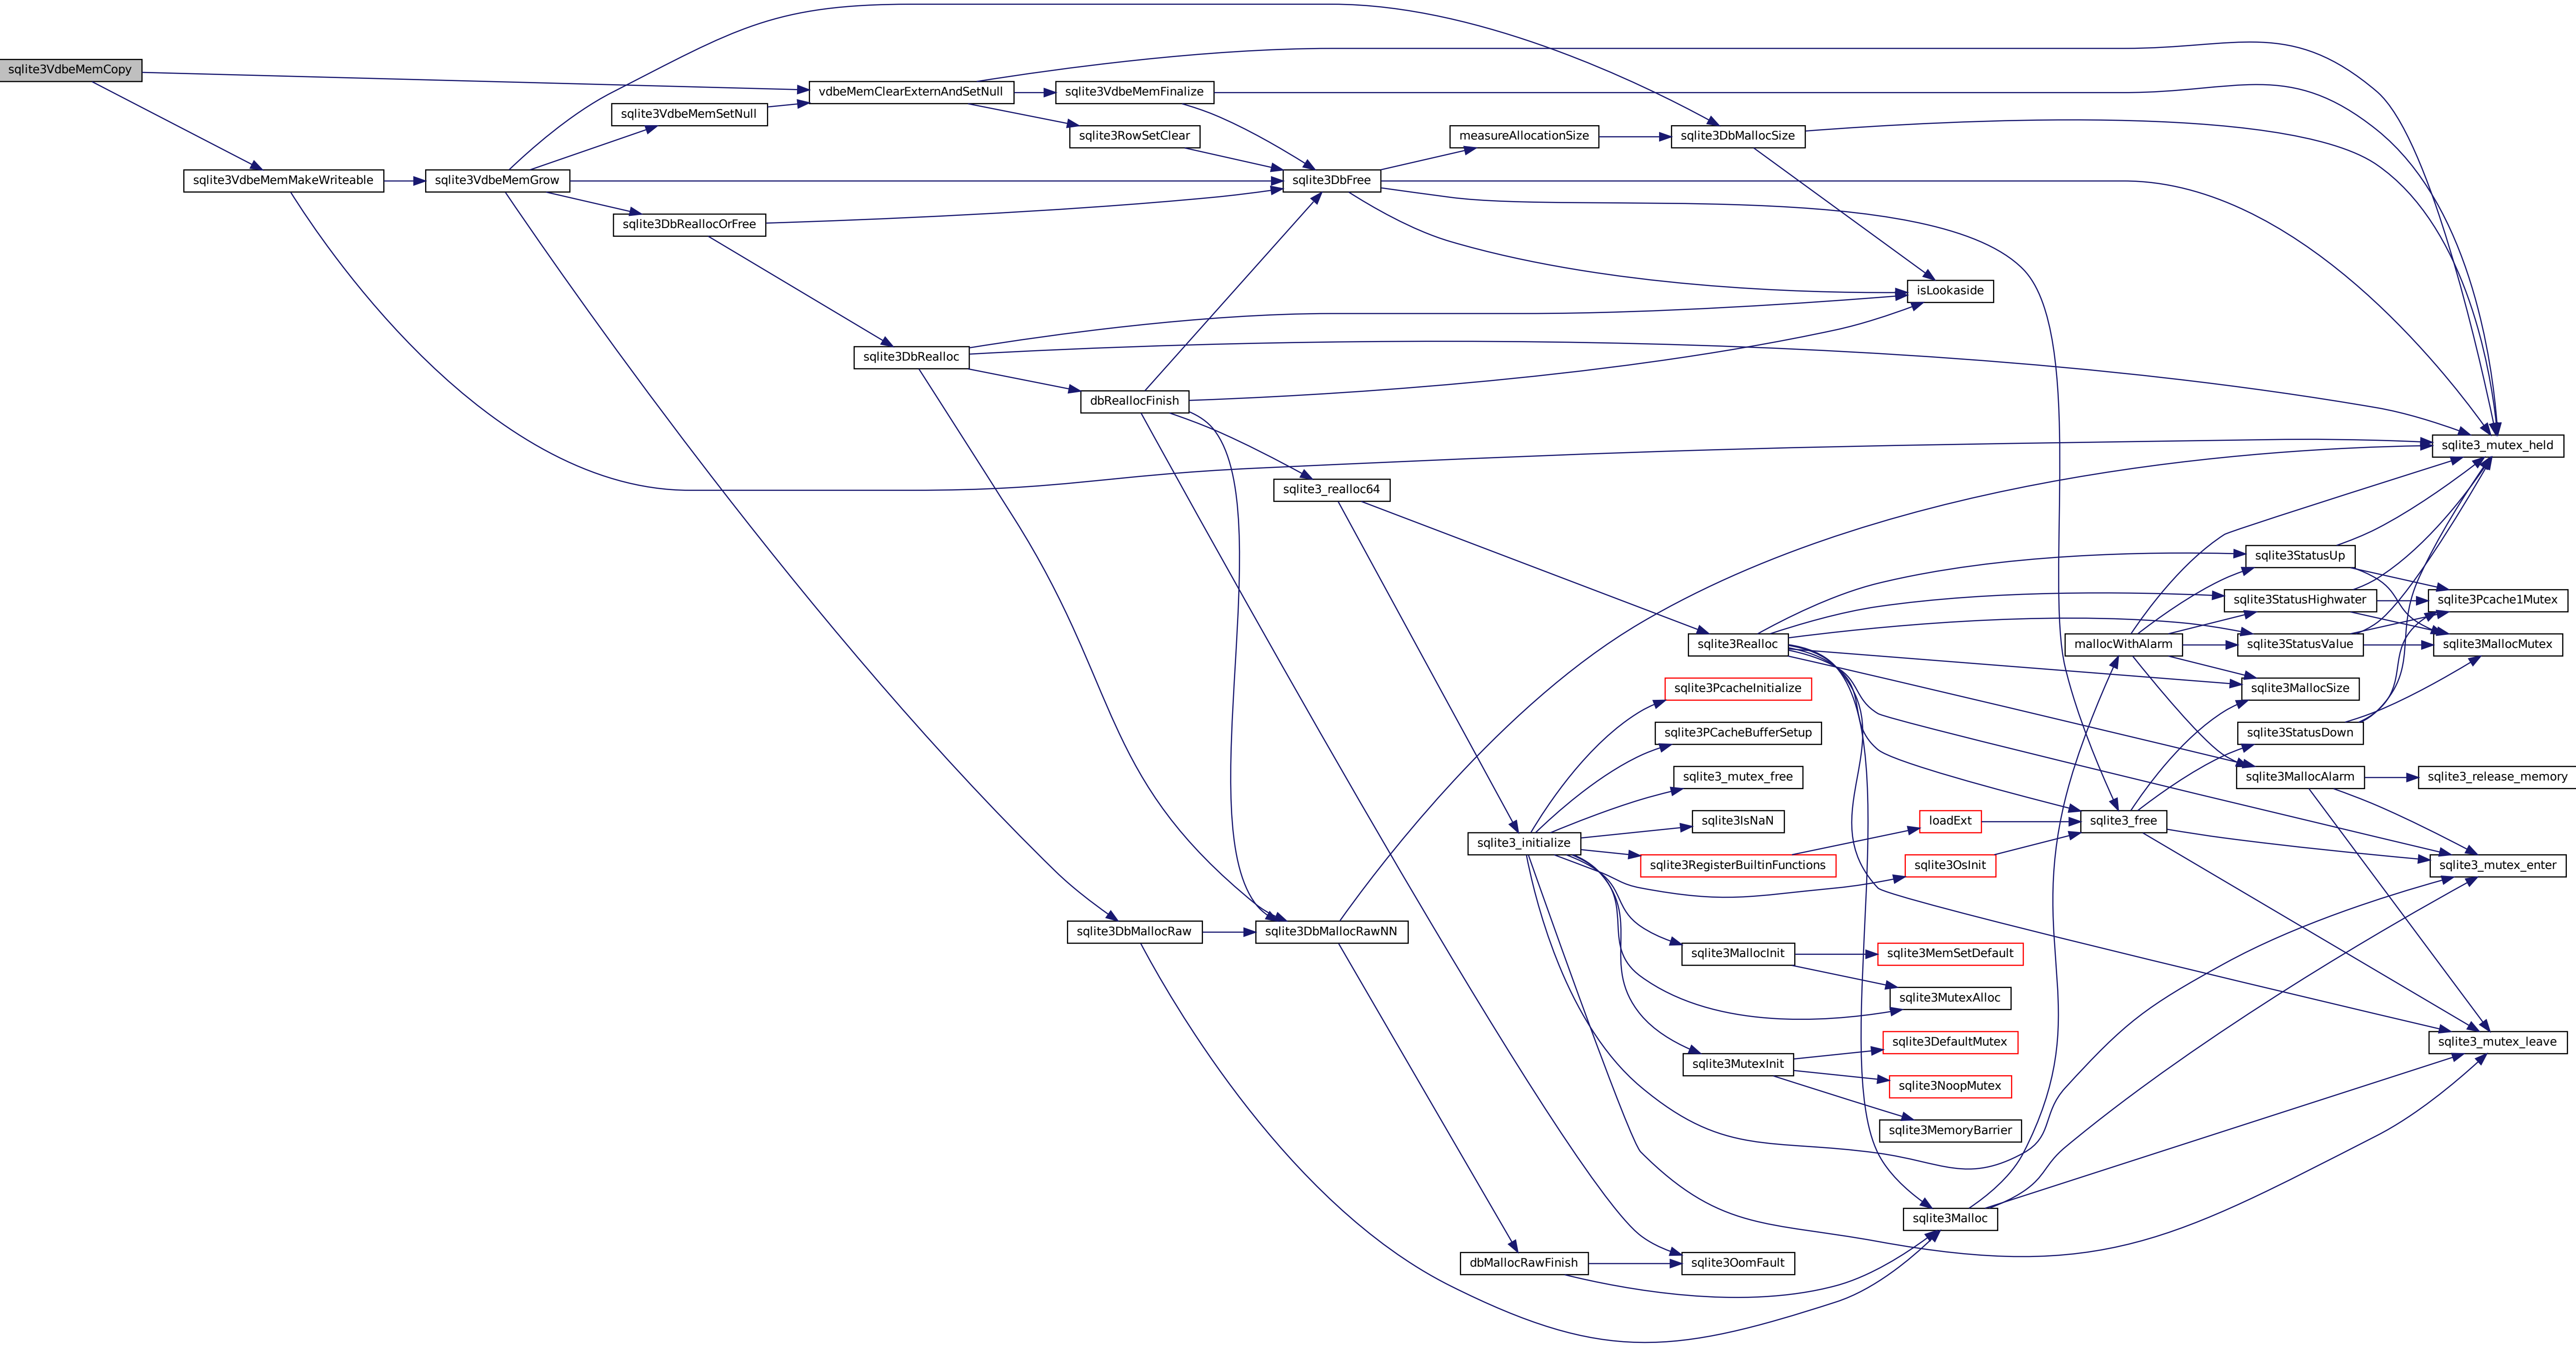 sqlite3VdbeMemCopy
vdbeMemClearExternAndSetNull
sqlite3VdbeMemFinalize
sqlite3VdbeMemSetNull
sqlite3RowSetClear
measureAllocationSize
sqlite3DbMallocSize
sqlite3VdbeMemMakeWriteable
sqlite3VdbeMemGrow
sqlite3DbFree
sqlite3DbReallocOrFree
isLookaside
sqlite3DbRealloc
dbReallocFinish
sqlite3_mutex_held
sqlite3_realloc64
sqlite3StatusUp
sqlite3StatusHighwater
sqlite3Pcache1Mutex
sqlite3Realloc
mallocWithAlarm
sqlite3StatusValue
sqlite3MallocMutex
sqlite3PcacheInitialize
sqlite3MallocSize
sqlite3PCacheBufferSetup
sqlite3StatusDown
sqlite3_mutex_free
sqlite3MallocAlarm
sqlite3_release_memory
sqlite3IsNaN
loadExt
sqlite3_free
sqlite3_initialize
sqlite3RegisterBuiltinFunctions
sqlite3OsInit
sqlite3_mutex_enter
sqlite3DbMallocRaw
sqlite3DbMallocRawNN
sqlite3MallocInit
sqlite3MemSetDefault
sqlite3MutexAlloc
sqlite3DefaultMutex
sqlite3_mutex_leave
sqlite3MutexInit
sqlite3NoopMutex
sqlite3MemoryBarrier
sqlite3Malloc
dbMallocRawFinish
sqlite3OomFault